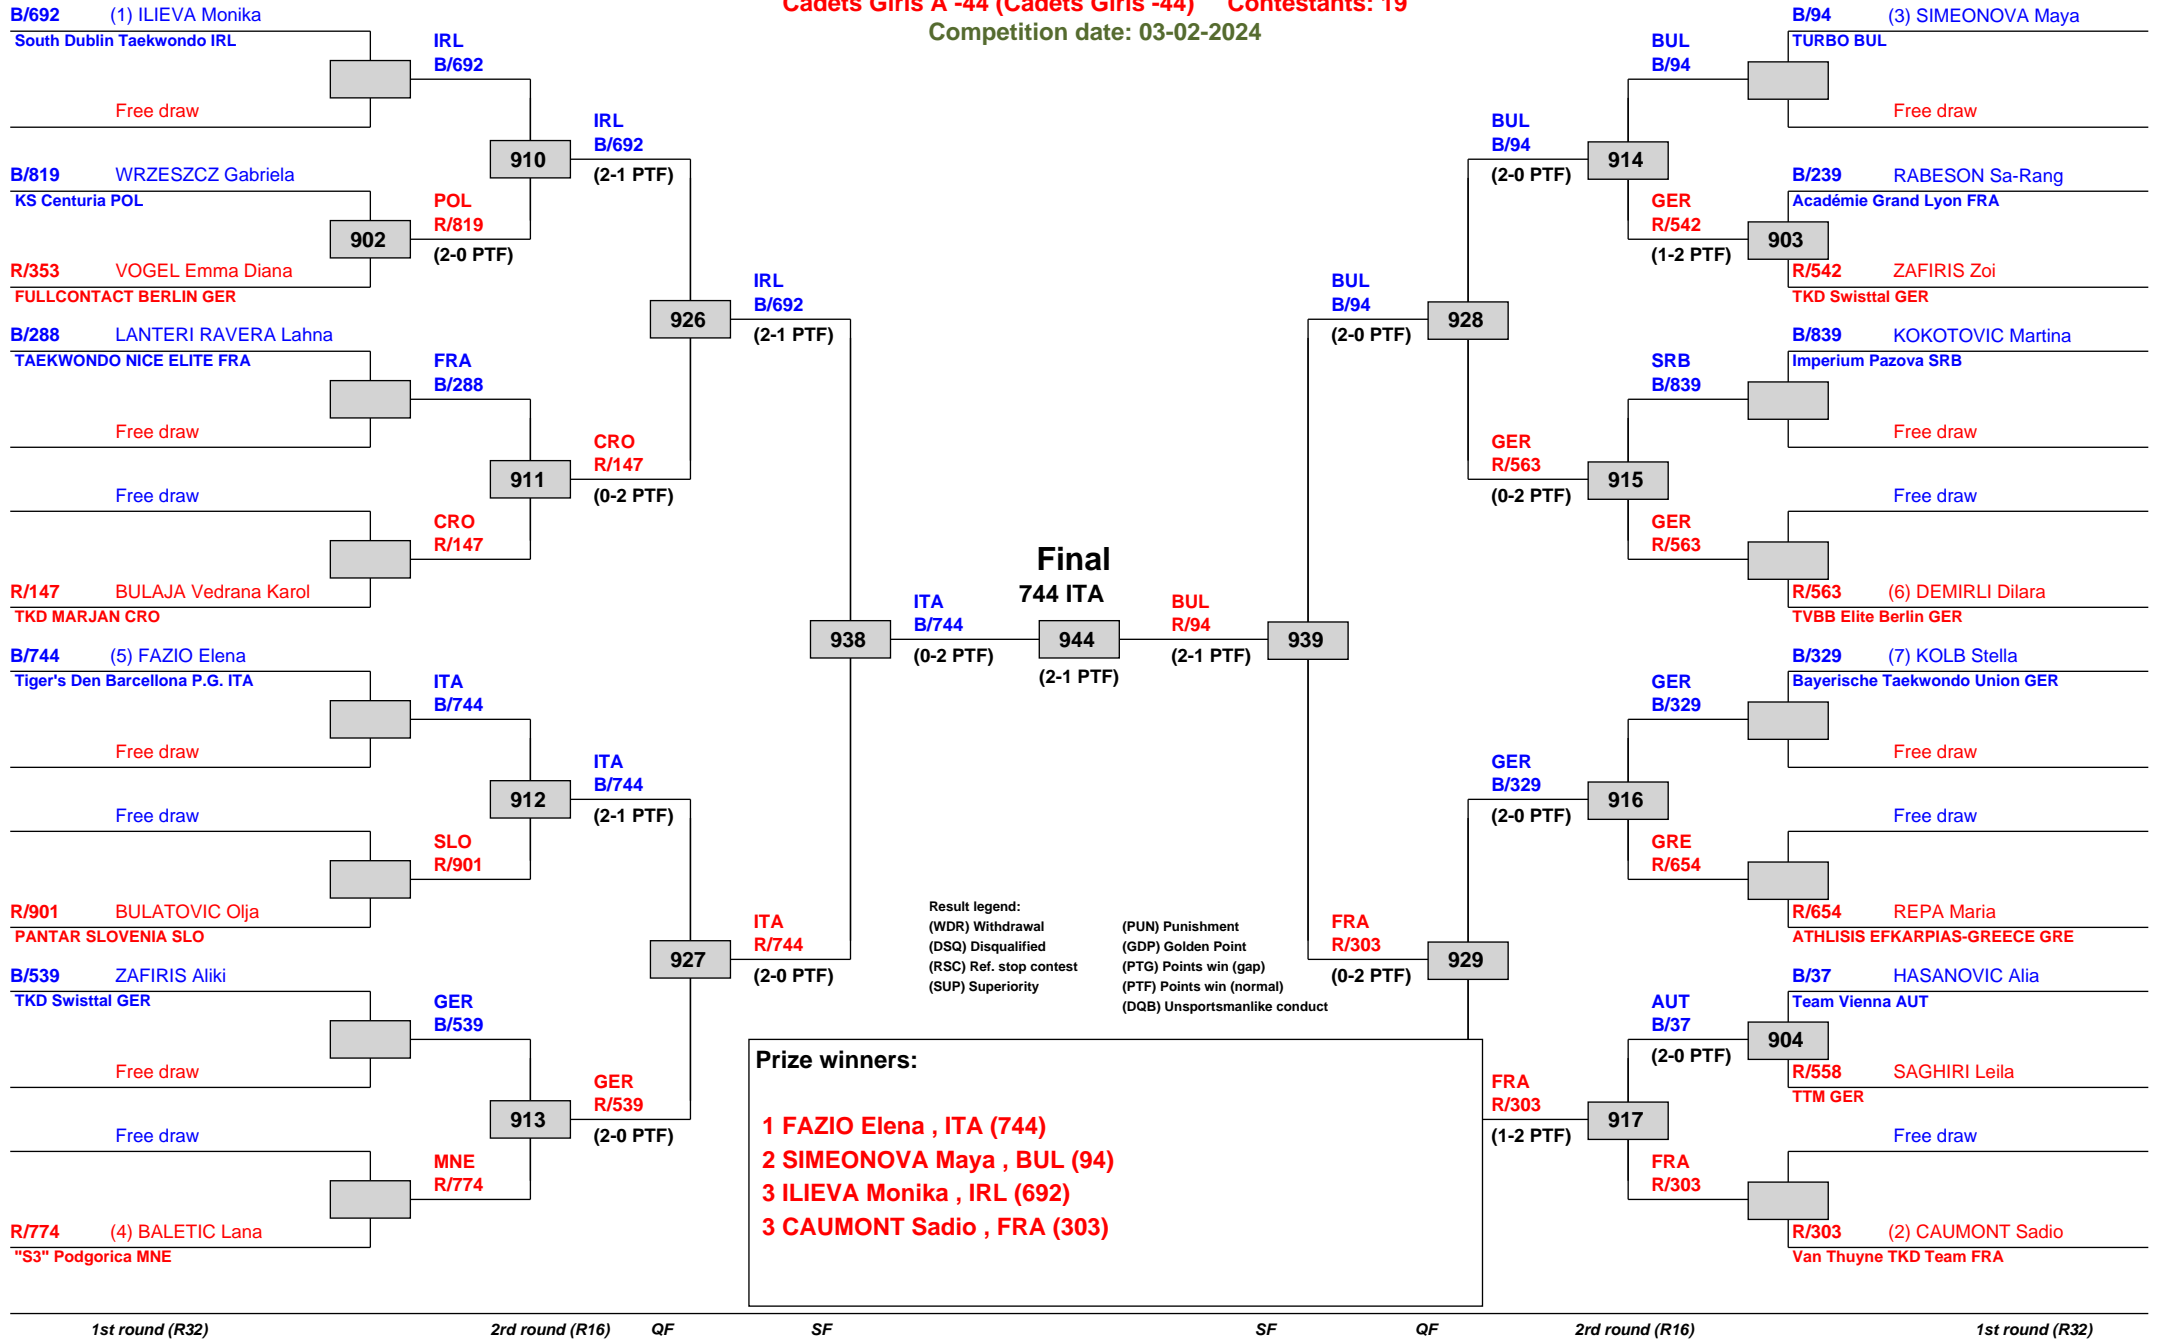 Cadets Girls A -44 (Cadets Girls -44) Contestants: 19
Competition date: 03-02-2024
B/692 (1) ILIEVA Monika
South Dublin Taekwondo IRL
Free draw
B/819 WRZESZCZ Gabriela
KS Centuria POL
902
R/353 VOGEL Emma Diana
FULLCONTACT BERLIN GER
B/288 LANTERI RAVERA Lahna
TAEKWONDO NICE ELITE FRA
Free draw
Free draw
R/147 BULAJA Vedrana Karol
TKD MARJAN CRO
B/744 (5) FAZIO Elena
Tiger's Den Barcellona P.G. ITA
Free draw
Free draw
R/901 BULATOVIC Olja
PANTAR SLOVENIA SLO
B/539 ZAFIRIS Aliki
TKD Swisttal GER
Free draw
Free draw
R/774 (4) BALETIC Lana
"S3" Podgorica MNE
IRL
B/692
910
POL
R/819
(2-0 PTF)
FRA
B/288
911
CRO
R/147
ITA
B/744
912
SLO
R/901
GER
B/539
913
MNE
R/774
IRL
B/692
(2-1 PTF)
926
CRO
R/147
(0-2 PTF)
ITA
B/744
(2-1 PTF)
927
GER
R/539
(2-0 PTF)
IRL
B/692
(2-1 PTF)
938
ITA
R/744
(2-0 PTF)
ITA
B/744
(0-2 PTF)
Final
744 ITA
944
(2-1 PTF)
BUL
R/94
(2-1 PTF)
939
BUL
B/94
(2-0 PTF)
FRA
R/303
(0-2 PTF)
928
929
BUL
B/94
(2-0 PTF)
GER
R/563
(0-2 PTF)
GER
B/329
(2-0 PTF)
FRA
R/303
(1-2 PTF)
914
915
916
917
BUL
B/94
GER
R/542
(1-2 PTF)
SRB
B/839
GER
R/563
GER
B/329
GRE
R/654
AUT
B/37
(2-0 PTF)
FRA
R/303
B/94 (3) SIMEONOVA Maya
TURBO BUL
Free draw
B/239 RABESON Sa-Rang
Académie Grand Lyon FRA
903
R/542 ZAFIRIS Zoi
TKD Swisttal GER
B/839 KOKOTOVIC Martina
Imperium Pazova SRB
Free draw
Free draw
R/563 (6) DEMIRLI Dilara
TVBB Elite Berlin GER
B/329 (7) KOLB Stella
Bayerische Taekwondo Union GER
Free draw
Free draw
R/654 REPA Maria
ATHLISIS EFKARPIAS-GREECE GRE
B/37 HASANOVIC Alia
Team Vienna AUT
904
R/558 SAGHIRI Leila
TTM GER
Free draw
R/303 (2) CAUMONT Sadio
Van Thuyne TKD Team FRA
Result legend:
(WDR) Withdrawal (PUN) Punishment
(DSQ) Disqualified (GDP) Golden Point
(RSC) Ref. stop contest (PTG) Points win (gap)
(SUP) Superiority (PTF) Points win (normal)
(DQB) Unsportsmanlike conduct
Prize winners:
1 FAZIO Elena , ITA (744)
2 SIMEONOVA Maya , BUL (94)
3 ILIEVA Monika , IRL (692)
3 CAUMONT Sadio , FRA (303)
1st round (R32) 2rd round (R16) QF SF SF QF 2rd round (R16) 1st round (R32)